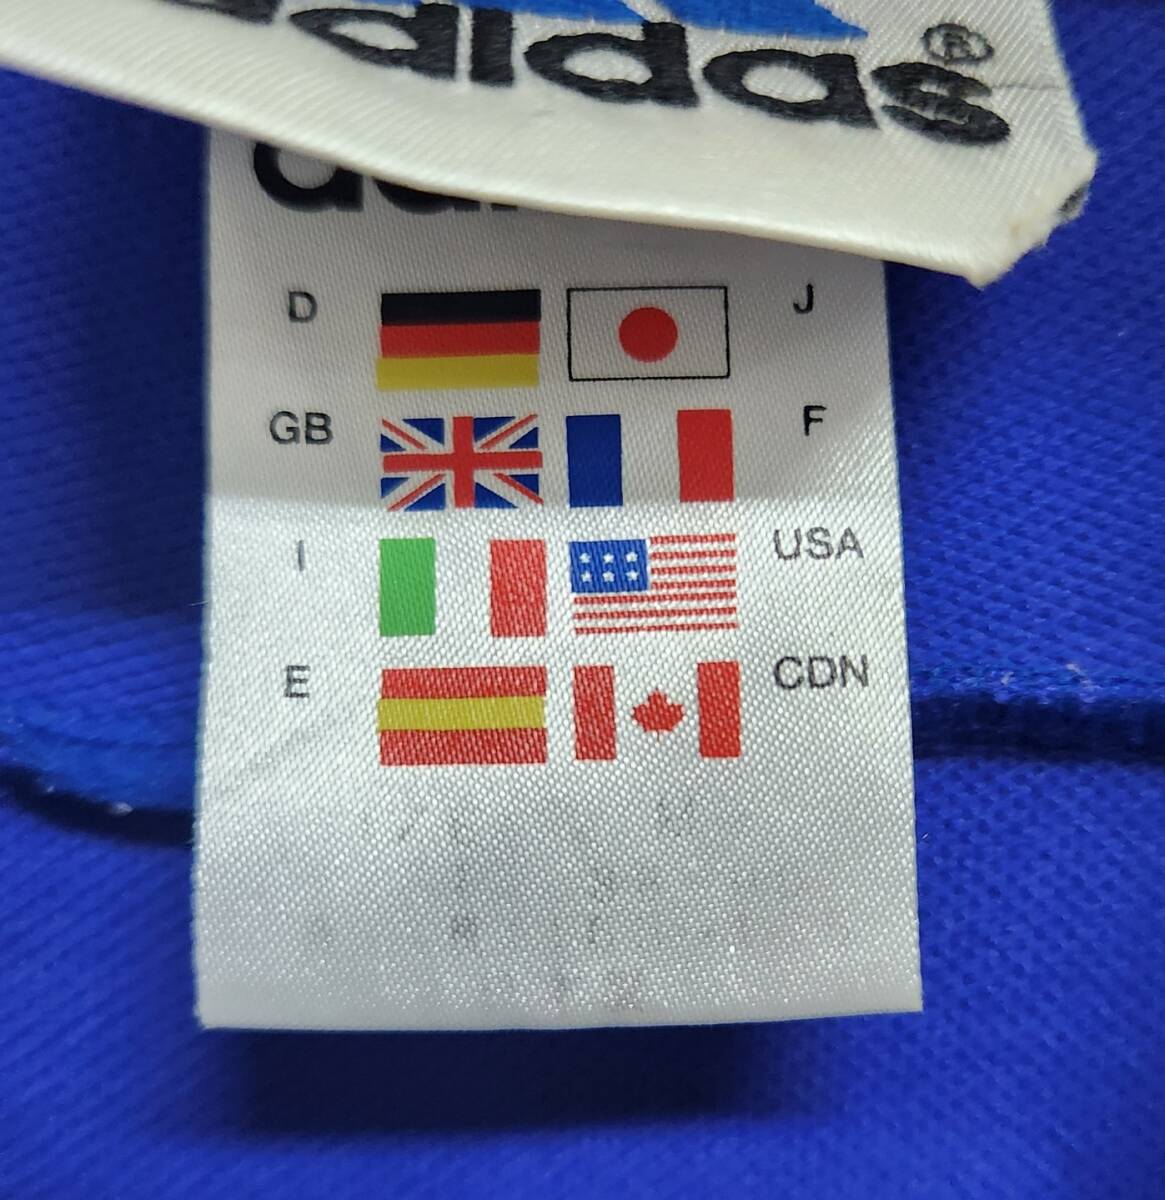 adidas®
D J
GB F
I USA
E CDN